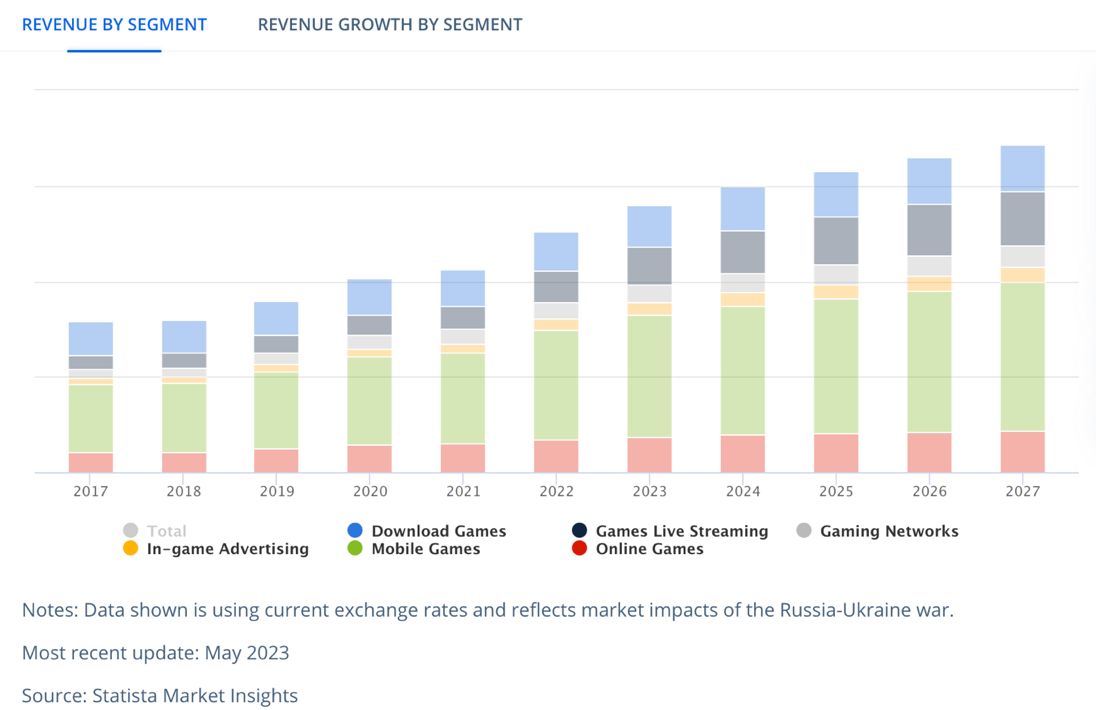 REVENUE BY SEGMENT REVENUE GROWTH BY SEGMENT
2017 2018 2019 2020 2021 2022 2023 2024 2025 2026 2027
Total Download Games Games Live Streaming Gaming Networks
In-game Advertising Mobile Games Online Games
Notes: Data shown is using current exchange rates and reflects market impacts of the Russia-Ukraine war.
Most recent update: May 2023
Source: Statista Market Insights